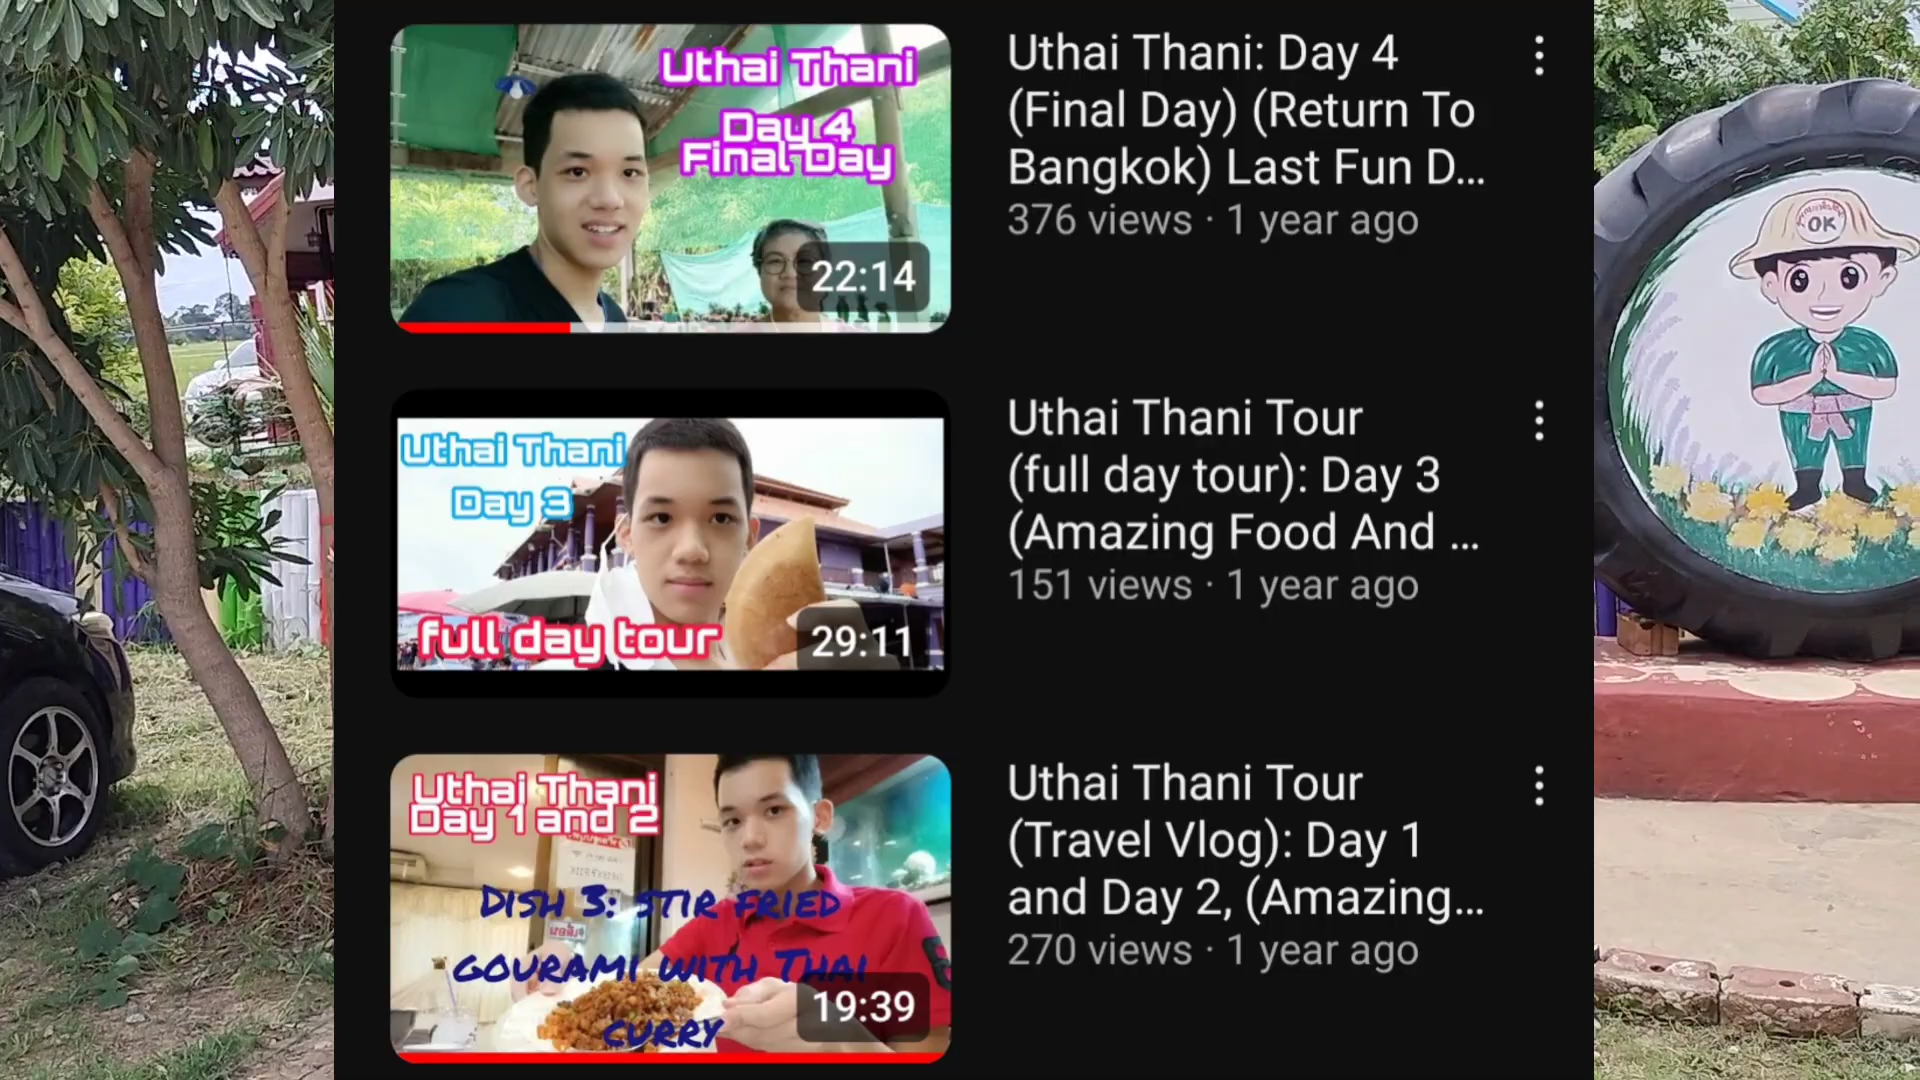 Uthai Thani
Day 4
Final Day
22:14
Uthai Thani: Day 4
(Final Day) (Return To
Bangkok) Last Fun D...
376 views · 1 year ago
OK
Uthai Thani
Day 3
full day tour
29:11
Uthai Thani Tour
(full day tour): Day 3
(Amazing Food And ...
151 views · 1 year ago
Uthai Thani
Day 1 and 2
Dish 3: stir fried
gourami with Thai
curry
19:39
Uthai Thani Tour
(Travel Vlog): Day 1
and Day 2, (Amazing...
270 views · 1 year ago